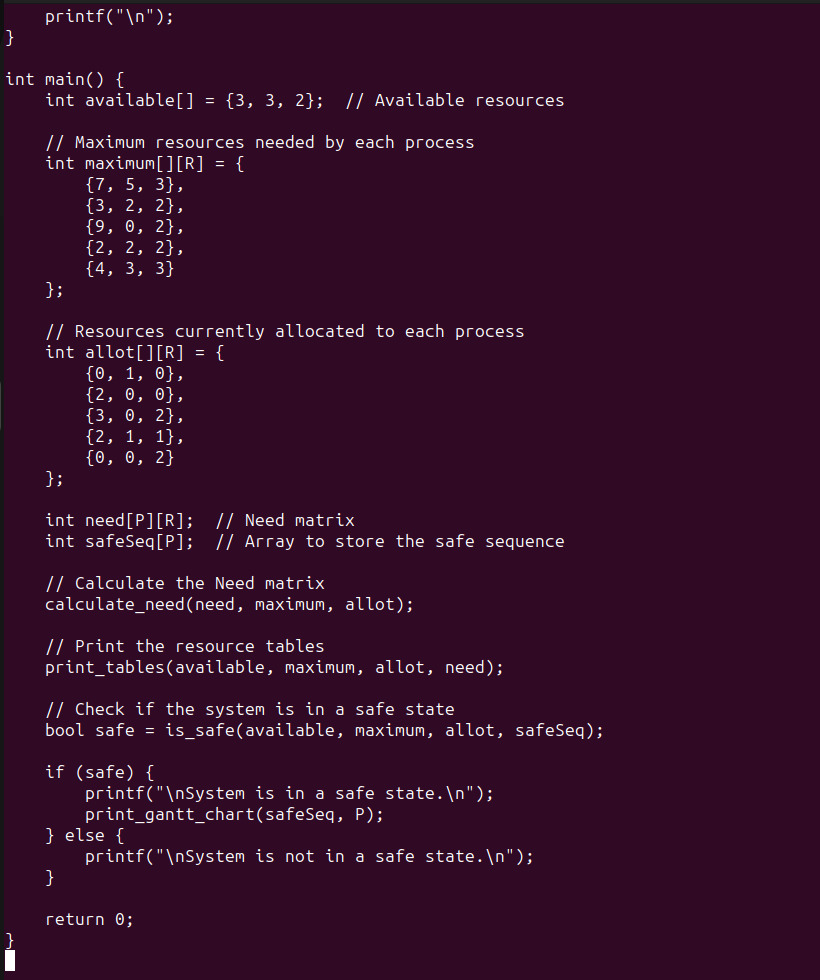 printf("\n");
}

int main() {
    int available[] = {3, 3, 2};  // Available resources

    // Maximum resources needed by each process
    int maximum[][R] = {
        {7, 5, 3},
        {3, 2, 2},
        {9, 0, 2},
        {2, 2, 2},
        {4, 3, 3}
    };

    // Resources currently allocated to each process
    int allot[][R] = {
        {0, 1, 0},
        {2, 0, 0},
        {3, 0, 2},
        {2, 1, 1},
        {0, 0, 2}
    };

    int need[P][R];  // Need matrix
    int safeSeq[P];  // Array to store the safe sequence

    // Calculate the Need matrix
    calculate_need(need, maximum, allot);

    // Print the resource tables
    print_tables(available, maximum, allot, need);

    // Check if the system is in a safe state
    bool safe = is_safe(available, maximum, allot, safeSeq);

    if (safe) {
        printf("\nSystem is in a safe state.\n");
        print_gantt_chart(safeSeq, P);
    } else {
        printf("\nSystem is not in a safe state.\n");
    }

    return 0;
}